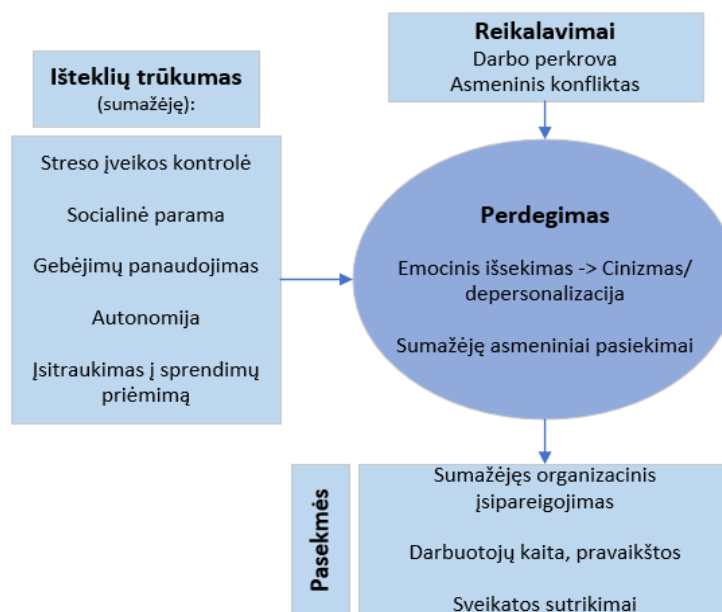 Išteklių trūkumas
(sumažėję):
Streso įveikos kontrolė
Socialinė parama
Gebėjimų panaudojimas
Autonomija
Įsitraukimas į sprendimų
priėmimą
Reikalavimai
Darbo perkrova
Asmeninis konfliktas
Perdegimas
Emocinis išsekimas -> Cinizmas/
depersonalizacija
Sumažėję asmeniniai pasiekimai
Pasekmės
Sumažėjęs organizacinis
įsipareigojimas
Darbuotojų kaita, pravaikštos
Sveikatos sutrikimai